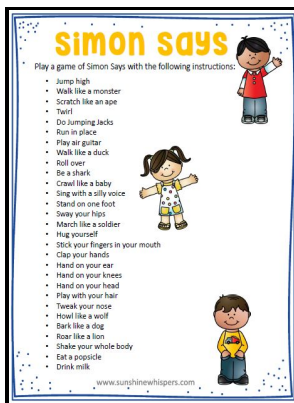 simon says
Play a game of Simon Says with the following instructions:
• Jump high
• Walk like a monster
• Scratch like an ape
• Twirl
• Do Jumping Jacks
• Run in place
• Play air guitar
• Walk like a duck
• Roll over
• Be a shark
• Crawl like a baby
• Sing with a silly voice
• Stand on one foot
• Sway your hips
• March like a soldier
• Hug yourself
• Stick your fingers in your mouth
• Clap your hands
• Hand on your ear
• Hand on your knees
• Hand on your head
• Play with your hair
• Tweak your nose
• Howl like a wolf
• Bark like a dog
• Roar like a lion
• Shake your whole body
• Eat a popsicle
• Drink milk
www.sunshinewhispers.com